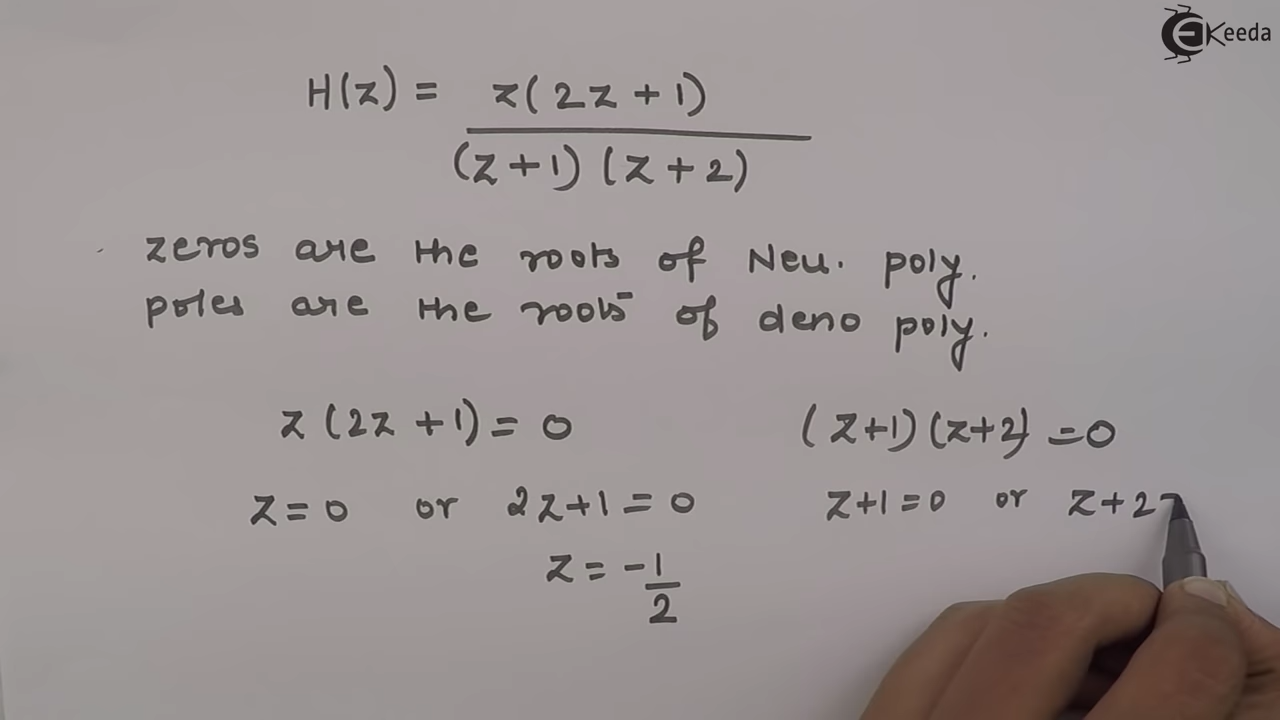 Keeda
H(z) = z(2z+1)
(z+1)(z+2)
zeros are the roots of Neu. poly.
poles are the roots of deno poly.
z(2z+1)=0 (z+1)(z+2)=0
z=0 or 2z+1=0 z+1=0 or z+2=
z=-1
2